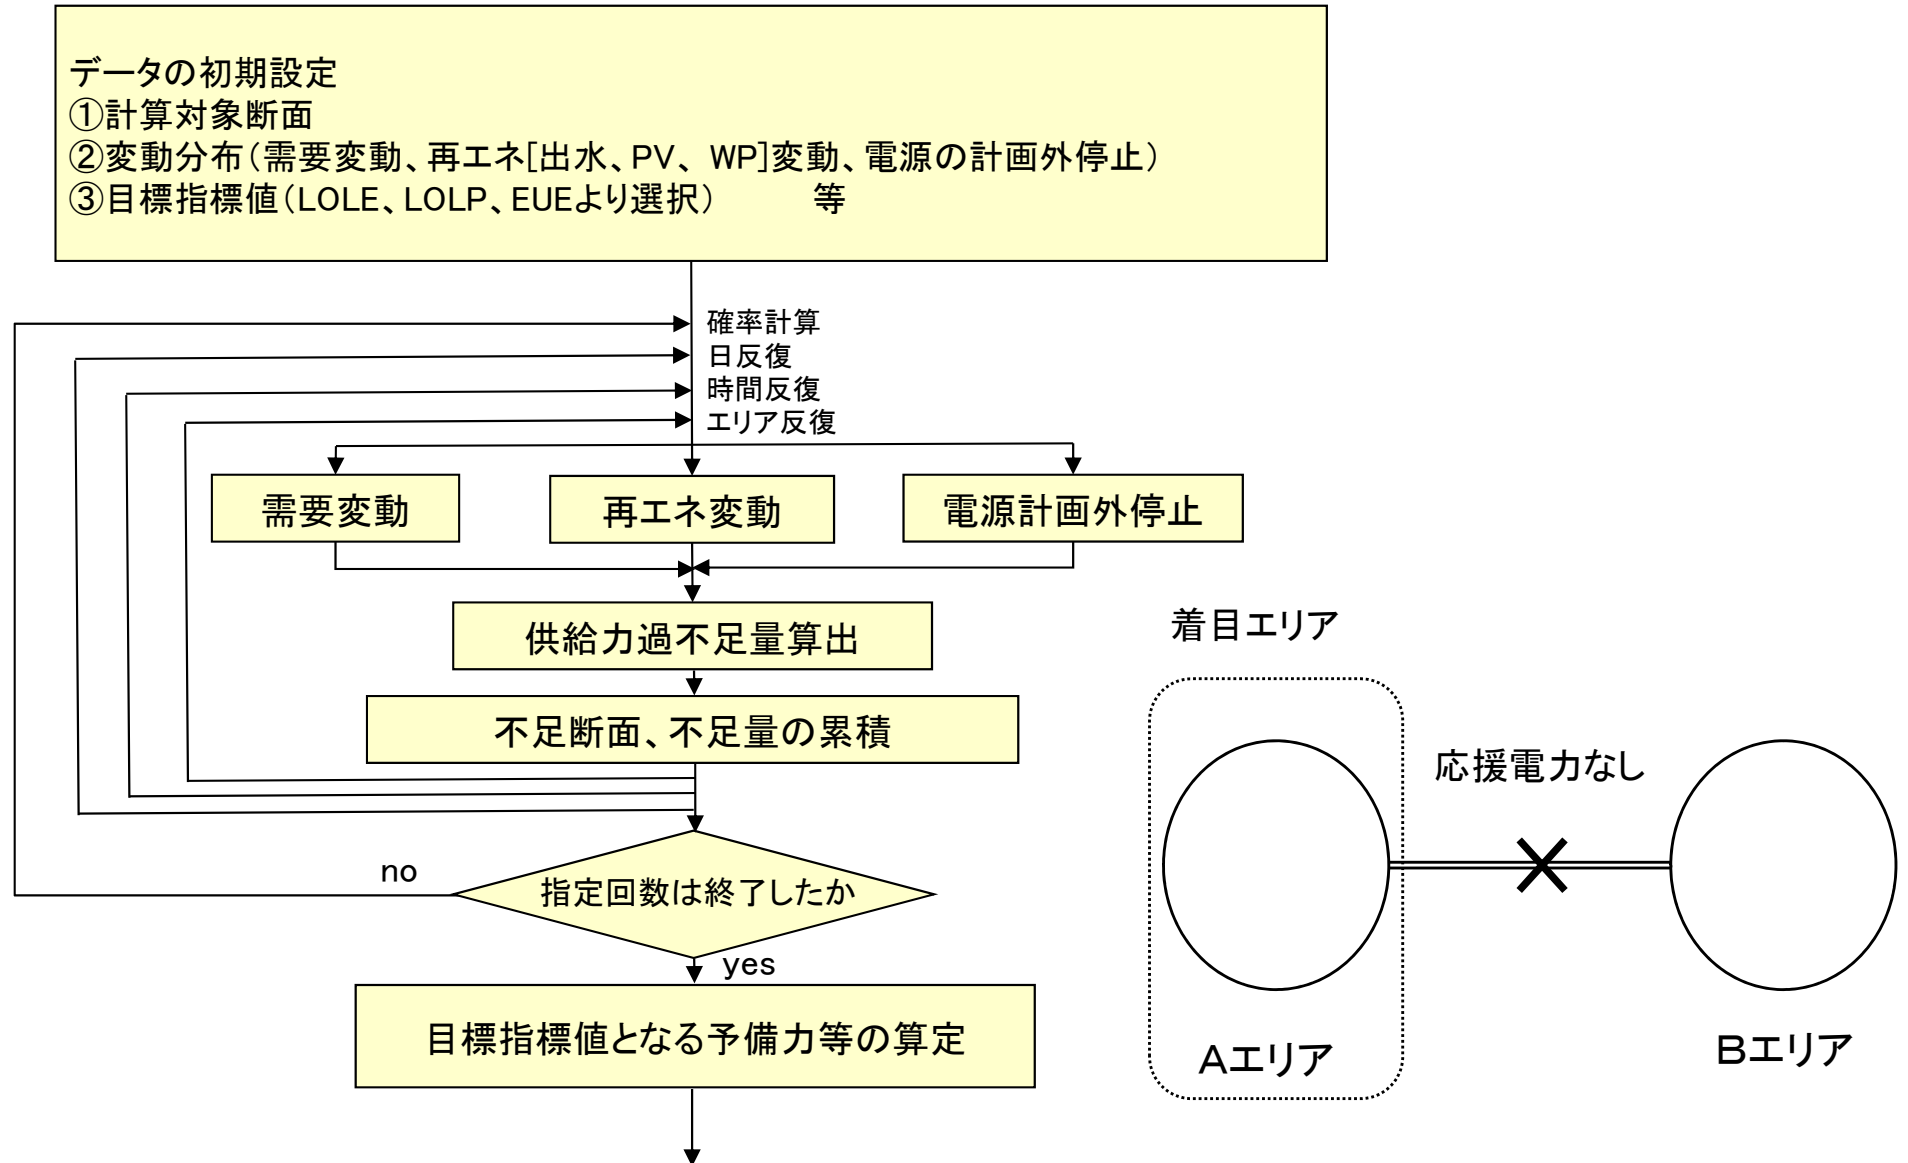 データの初期設定
①計算対象断面
②変動分布（需要変動、再エネ[出水、PV、WP]変動、電源の計画外停止）
③目標指標値（LOLE、LOLP、EUEより選択）　　等
確率計算
日反復
時間反復
エリア反復
需要変動
再エネ変動
電源計画外停止
供給力過不足量算出
不足断面、不足量の累積
no
指定回数は終了したか
yes
目標指標値となる予備力等の算定
着目エリア
応援電力なし
Aエリア
Bエリア